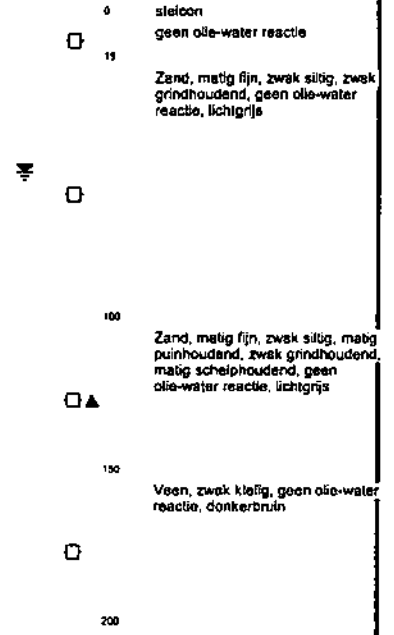 0 stelcon
geen olie-water reactie
19
Zand, matig fijn, zwak siltig, zwak
grindhoudend, geen olie-water
reactie, lichtgrijs
100
Zand, matig fijn, zwak siltig, matig
puinhoudend, zwak grindhoudend,
matig schelphoudend, geen
olie-water reactie, lichtgrijs
150
Veen, zwak kleiig, geen olie-water
reactie, donkerbruin
200